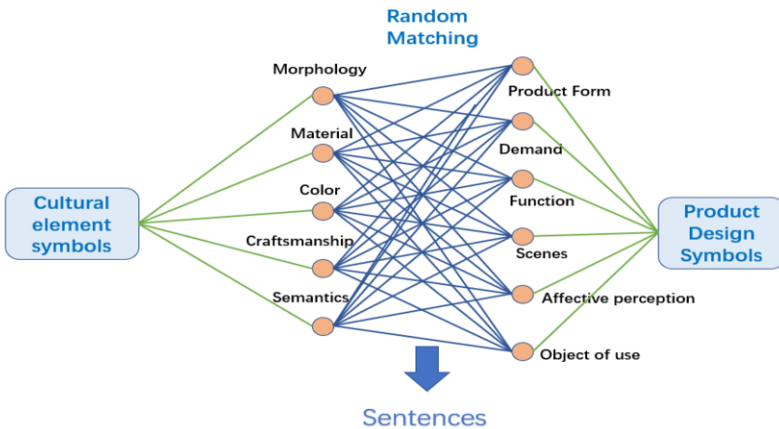 Random
Matching
Morphology
Product Form
Material
Demand
Color
Function
Cultural
element
symbols
Product
Design
Symbols
Craftsmanship
Scenes
Semantics
Affective perception
Object of use
Sentences